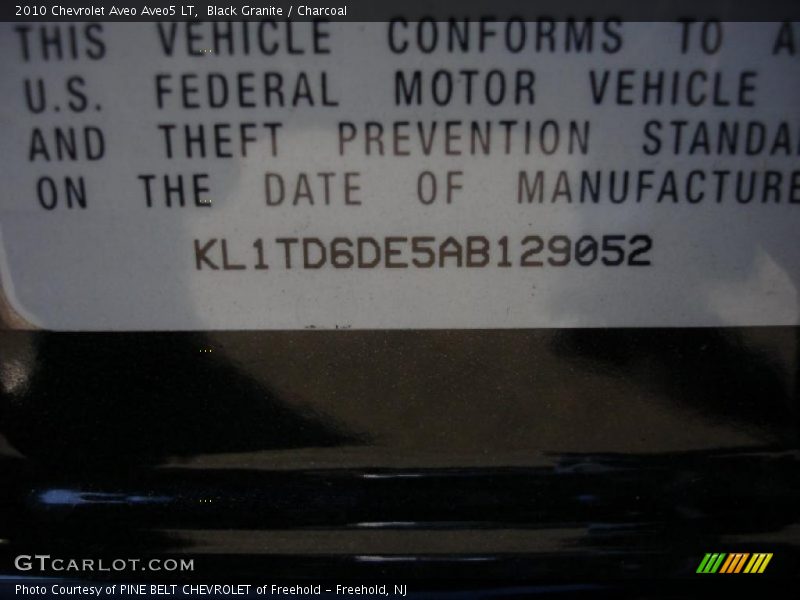 2010 Chevrolet Aveo Aveo5 LT, Black Granite / Charcoal
THIS VEHICLE CONFORMS TO A
U.S. FEDERAL MOTOR VEHICLE
AND THEFT PREVENTION STANDA
ON THE DATE OF MANUFACTURE
KL1TD6DE5AB129052
GTCARLOT.COM
Photo Courtesy of PINE BELT CHEVROLET of Freehold - Freehold, NJ